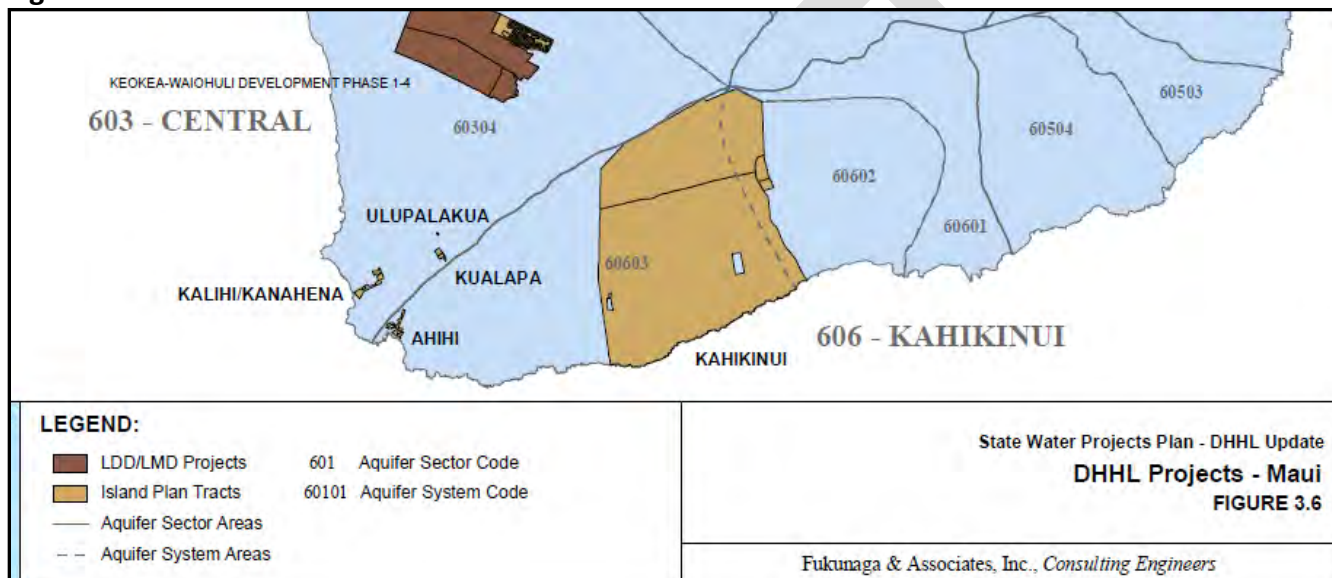 KEOKEA-WAIOHULI DEVELOPMENT PHASE 1-4
603 - CENTRAL
60304
60503
60504
60602
60601
ULUPALAKUA
KUALAPA
60603
KALIHI/KANAHENA
AHIHI
606 - KAHIKINUI
KAHIKINUI
LEGEND:
LDD/LMD Projects
601 Aquifer Sector Code
Island Plan Tracts
60101 Aquifer System Code
Aquifer Sector Areas
Aquifer System Areas
State Water Projects Plan - DHHL Update
DHHL Projects - Maui
FIGURE 3.6
Fukunaga & Associates, Inc., Consulting Engineers